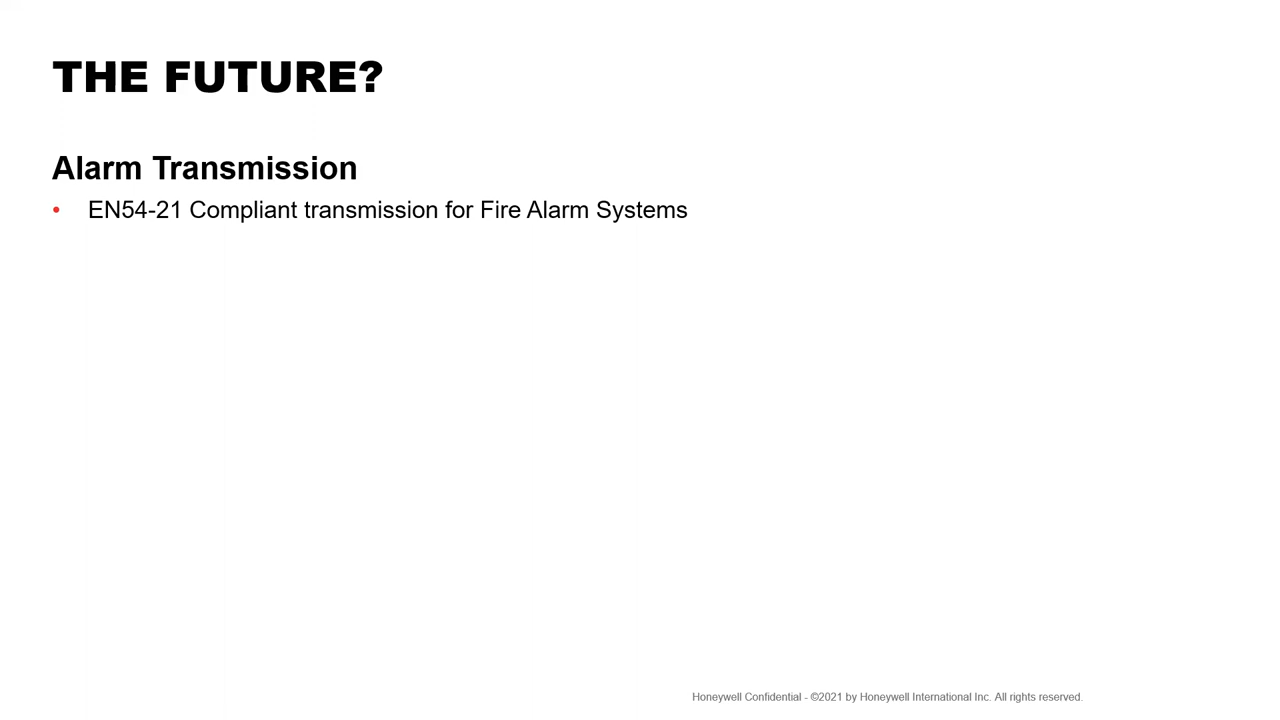 THE FUTURE?
Alarm Transmission
• EN54-21 Compliant transmission for Fire Alarm Systems
Honeywell Confidential - ©2021 by Honeywell International Inc. All rights reserved.